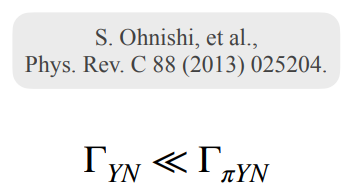 S. Ohnishi, et al.,
Phys. Rev. C 88 (2013) 025204.
Γ_{YN} ≪ Γ_{πYN}